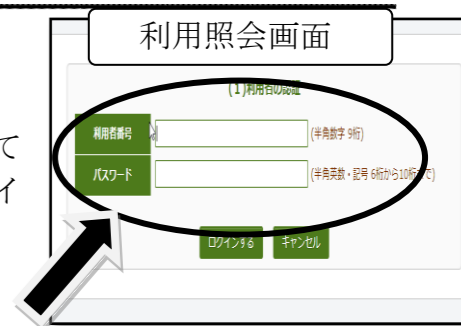 利用照会画面
(1)利用者の認証
利用者番号
(半角数字 9桁)
て
パスワード
(半角英数・記号 6桁から10桁まで)
イ
ログインする
キャンセル